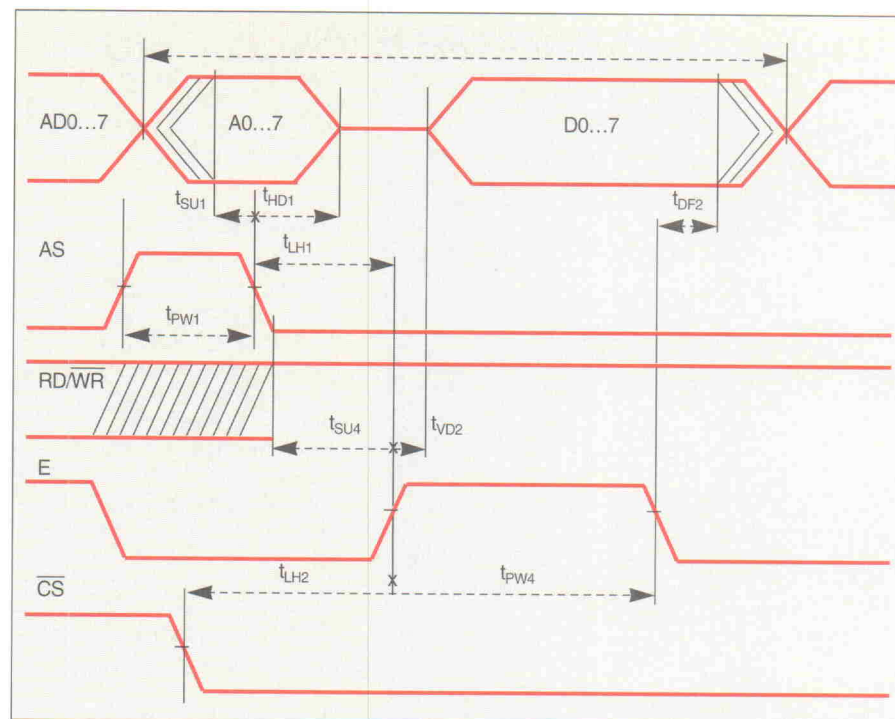 AD0...7 A0...7 D0...7
tSU1 tHD1 tDF2
AS tLH1
tPW1
RD/WR
tSU4 tVD2
E
tLH2 tPW4
CS